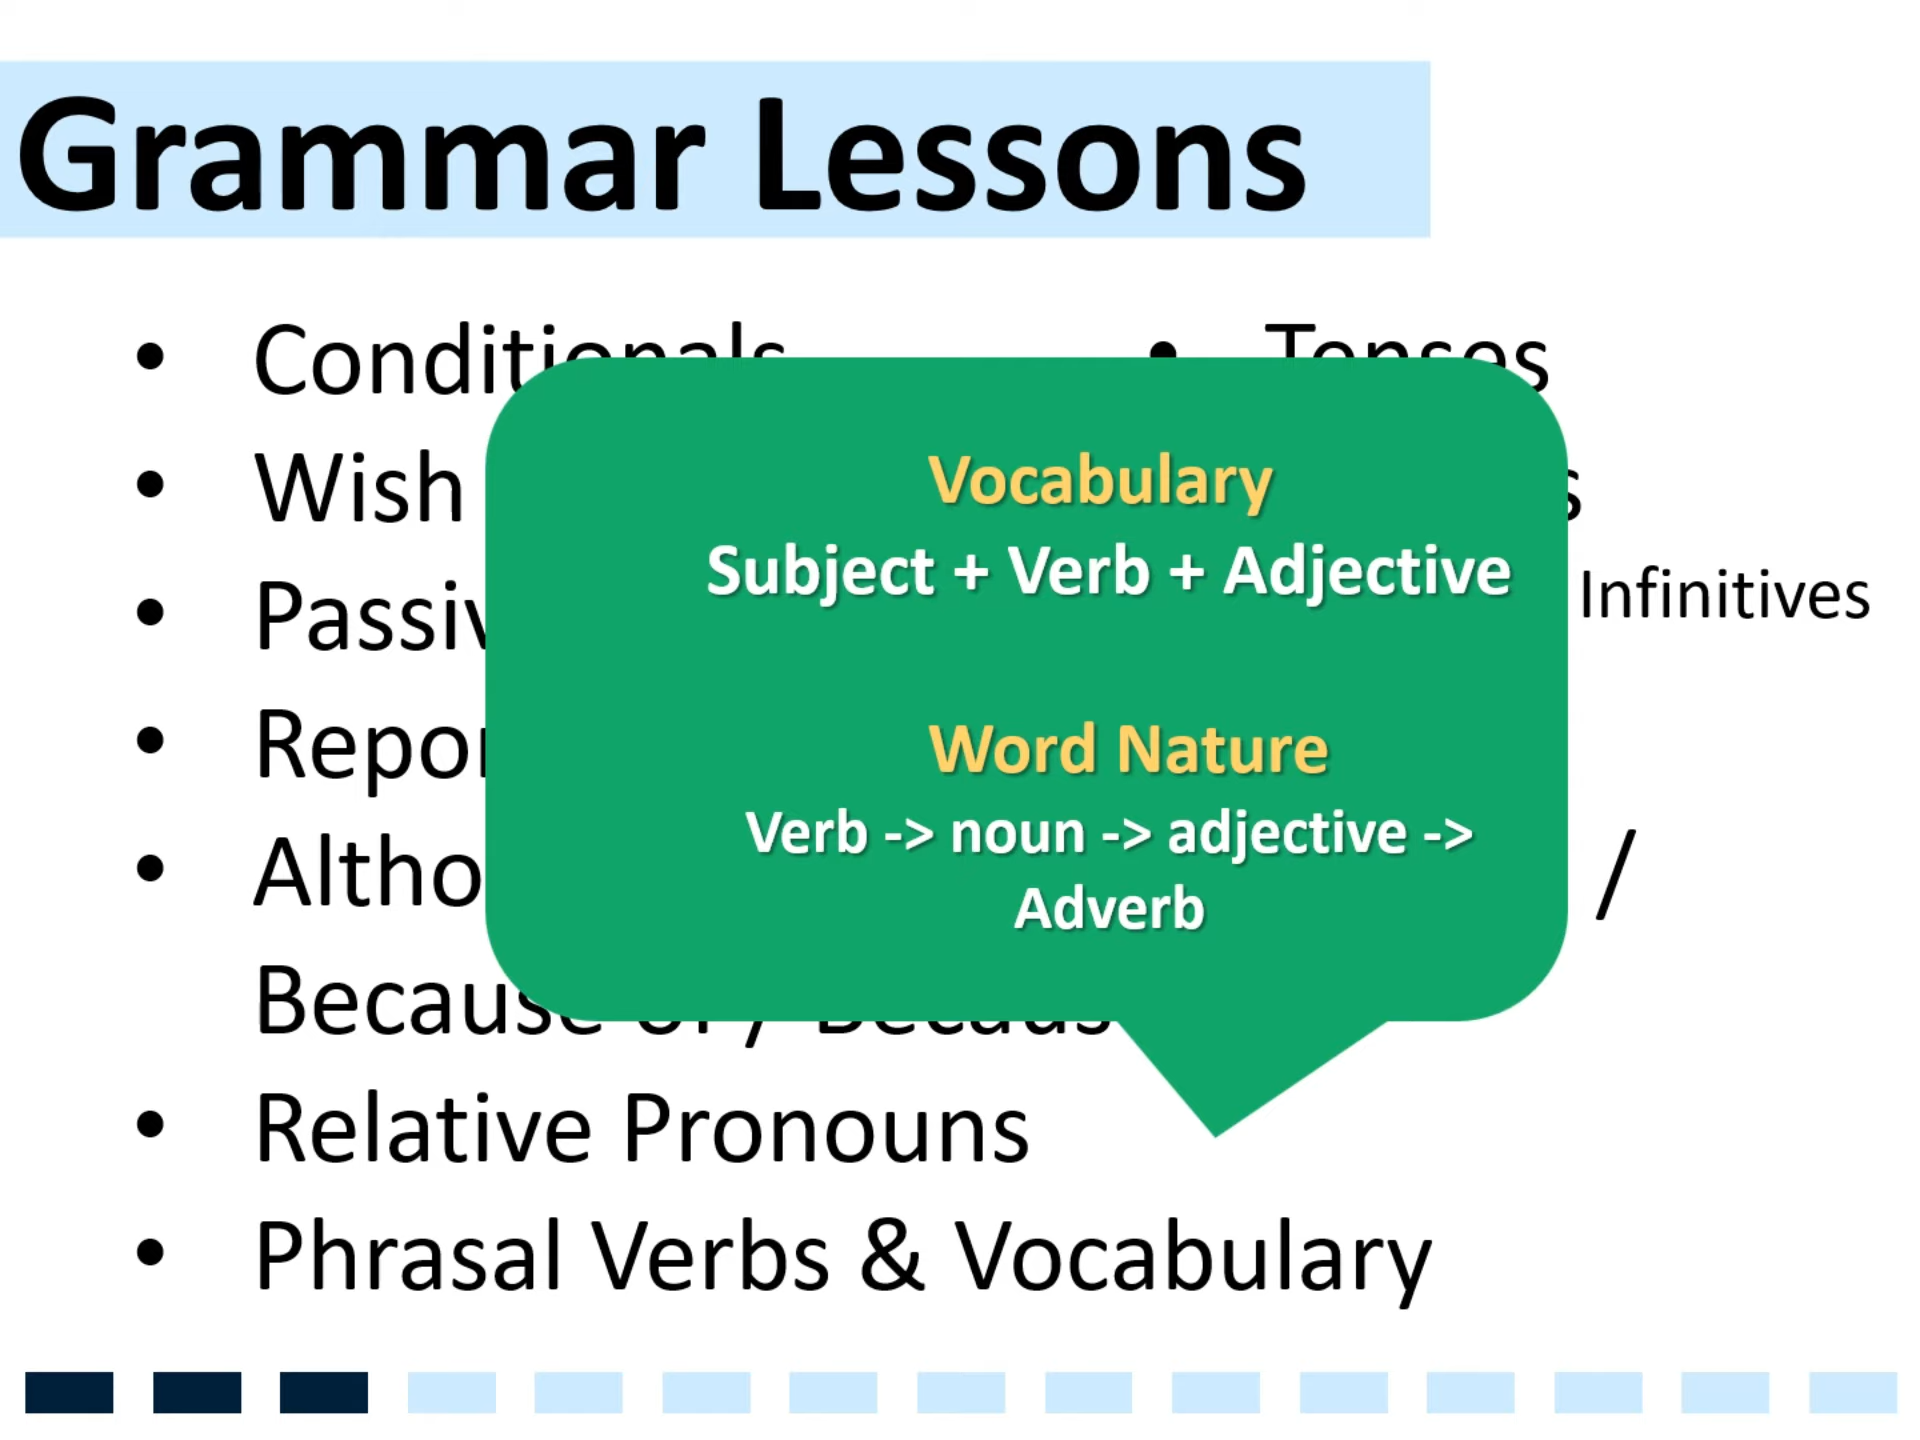 Grammar Lessons
Conditionals
Tenses
Wish
Infinitives
/
Relative Pronouns
Phrasal Verbs & Vocabulary
Vocabulary
Subject + Verb + Adjective
Word Nature
Verb -> noun -> adjective ->
Adverb